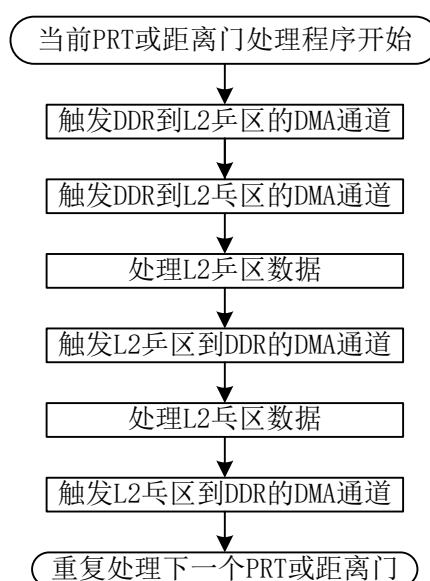 当前PRT或距离门处理程序开始
触发DDR到L2乒区的DMA通道
触发DDR到L2乓区的DMA通道
处理L2乒区数据
触发L2乒区到DDR的DMA通道
处理L2乓区数据
触发L2乓区到DDR的DMA通道
重复处理下一个PRT或距离门